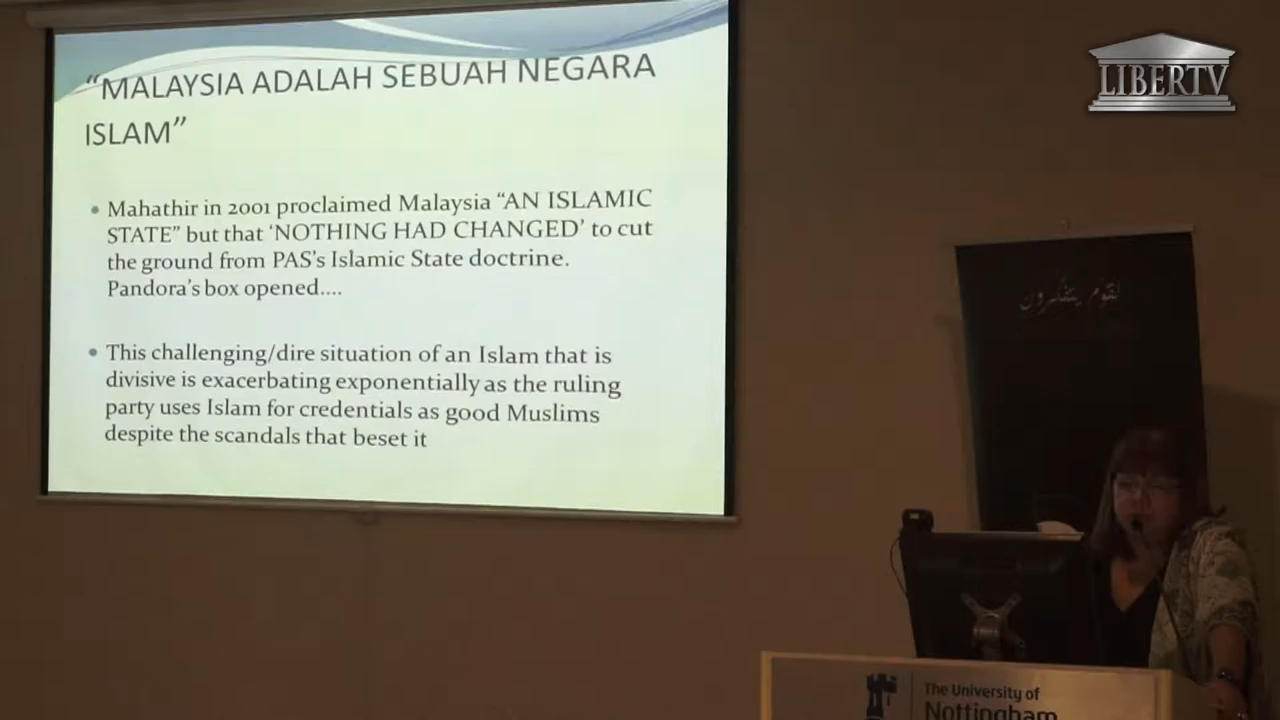 “MALAYSIA ADALAH SEBUAH NEGARA
ISLAM”
• Mahathir in 2001 proclaimed Malaysia “AN ISLAMIC
STATE” but that ‘NOTHING HAD CHANGED’ to cut
the ground from PAS’s Islamic State doctrine.
Pandora’s box opened....
• This challenging/dire situation of an Islam that is
divisive is exacerbating exponentially as the ruling
party uses Islam for credentials as good Muslims
despite the scandals that beset it
LIBERTV
لقوم يتفكرون
The University of
Nottingham